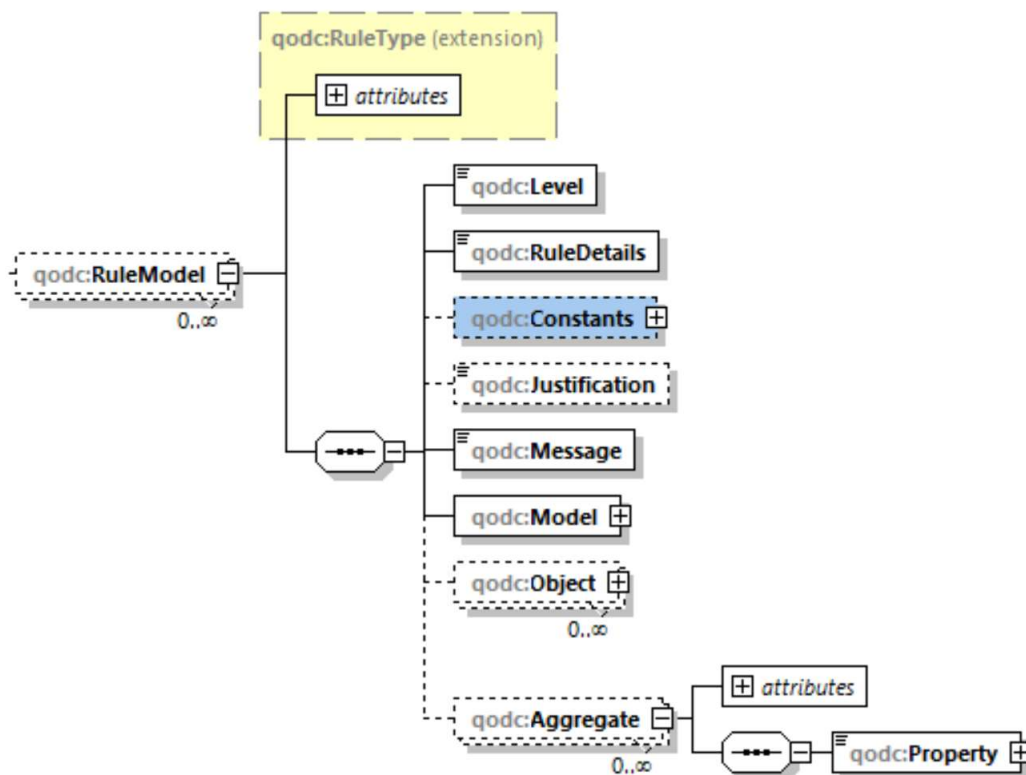 qodc:RuleType (extension)
attributes
qodc:Level
qodc:RuleDetails
qodc:RuleModel
0..∞
qodc:Constants
qodc:Justification
qodc:Message
qodc:Model
qodc:Object
0..∞
attributes
qodc:Aggregate
0..∞
qodc:Property